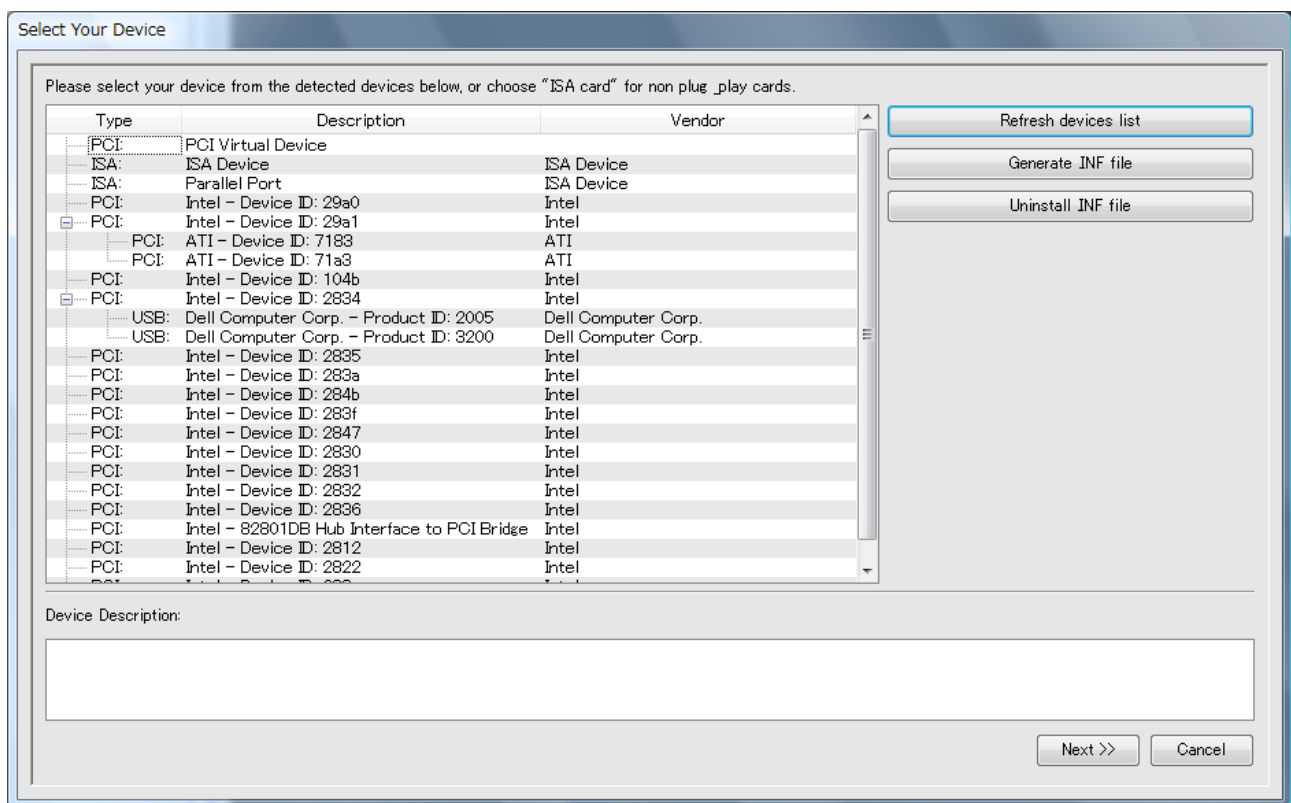 Select Your Device
Please select your device from the detected devices below, or choose "ISA card" for non plug _play cards.
Type Description Vendor
PCI: PCI Virtual Device
ISA: ISA Device ISA Device
ISA: Parallel Port ISA Device
PCI: Intel - Device ID: 29a0 Intel
PCI: Intel - Device ID: 29a1 Intel
PCI: ATI - Device ID: 7183 ATI
PCI: ATI - Device ID: 71a3 ATI
PCI: Intel - Device ID: 104b Intel
PCI: Intel - Device ID: 2834 Intel
USB: Dell Computer Corp. - Product ID: 2005 Dell Computer Corp.
USB: Dell Computer Corp. - Product ID: 3200 Dell Computer Corp.
PCI: Intel - Device ID: 2835 Intel
PCI: Intel - Device ID: 283a Intel
PCI: Intel - Device ID: 284b Intel
PCI: Intel - Device ID: 283f Intel
PCI: Intel - Device ID: 2847 Intel
PCI: Intel - Device ID: 2830 Intel
PCI: Intel - Device ID: 2831 Intel
PCI: Intel - Device ID: 2832 Intel
PCI: Intel - Device ID: 2836 Intel
PCI: Intel - 82801DB Hub Interface to PCI Bridge Intel
PCI: Intel - Device ID: 2812 Intel
PCI: Intel - Device ID: 2822 Intel
Refresh devices list
Generate INF file
Uninstall INF file
Device Description:
Next >>
Cancel